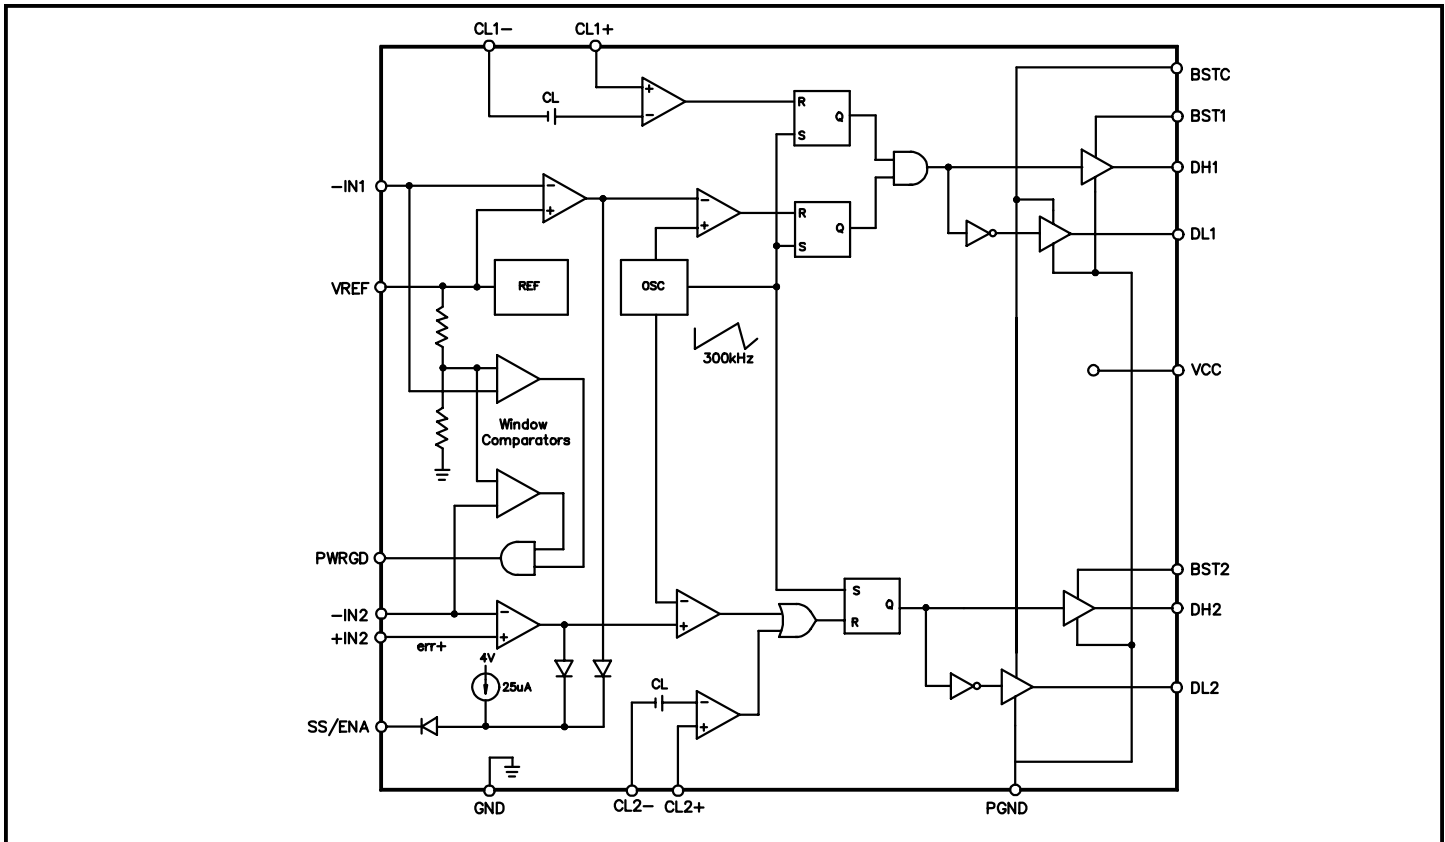 CL1-
CL1+
BSTC
CL
+
-
R
Q
S
BST1
-IN1
-
+
-
+
R
Q
S
DH1
DL1
VREF
REF
OSC
300kHz
VCC
Window
Comparators
PWRGD
BST2
-IN2
-
+
-
+
S
Q
R
DH2
+IN2
err+
4V
25uA
CL
-
+
DL2
SS/ENA
GND
CL2-
CL2+
PGND